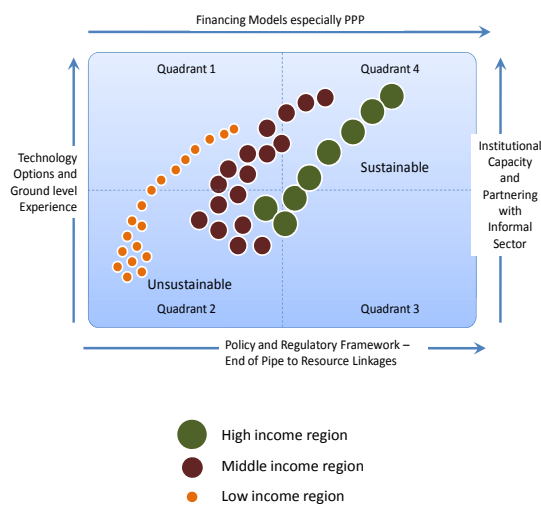 Financing Models especially PPP
Quadrant 1
Quadrant 4
Technology
Options and
Ground level
Experience
Institutional
Capacity
and
Partnering
with
Informal
Sector
Sustainable
Unsustainable
Quadrant 2
Quadrant 3
Policy and Regulatory Framework –
End of Pipe to Resource Linkages
High income region
Middle income region
Low income region